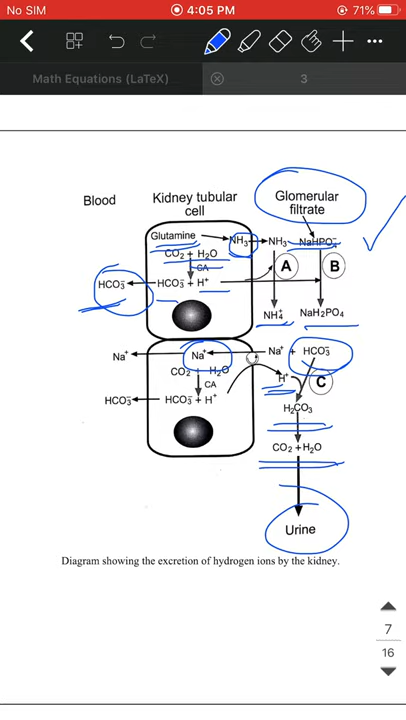 No SIM
4:05 PM
71%
Math Equations (LaTeX)
3
Blood
Kidney tubular
cell
Glomerular
filtrate
Glutamine
NH3
NH3
NaHPO4-
CO2 + H2O
CA
HCO3-
HCO3- + H+
A
B
NH4+
NaH2PO4
Na+
Na+
Na+ + HCO3-
CO2 + H2O
H+
C
CA
HCO3-
HCO3- + H+
H2CO3
CO2 + H2O
Urine
Diagram showing the excretion of hydrogen ions by the kidney.
7
16